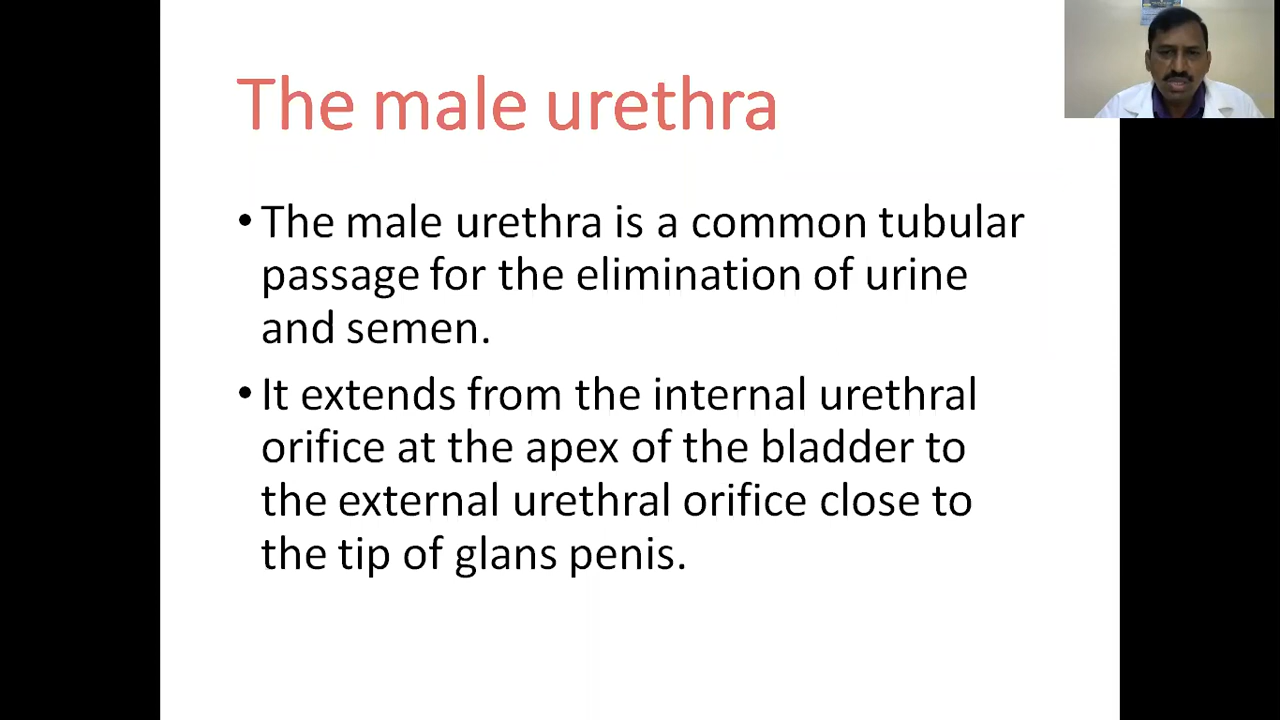 The male urethra
• The male urethra is a common tubular
passage for the elimination of urine
and semen.
• It extends from the internal urethral
orifice at the apex of the bladder to
the external urethral orifice close to
the tip of glans penis.